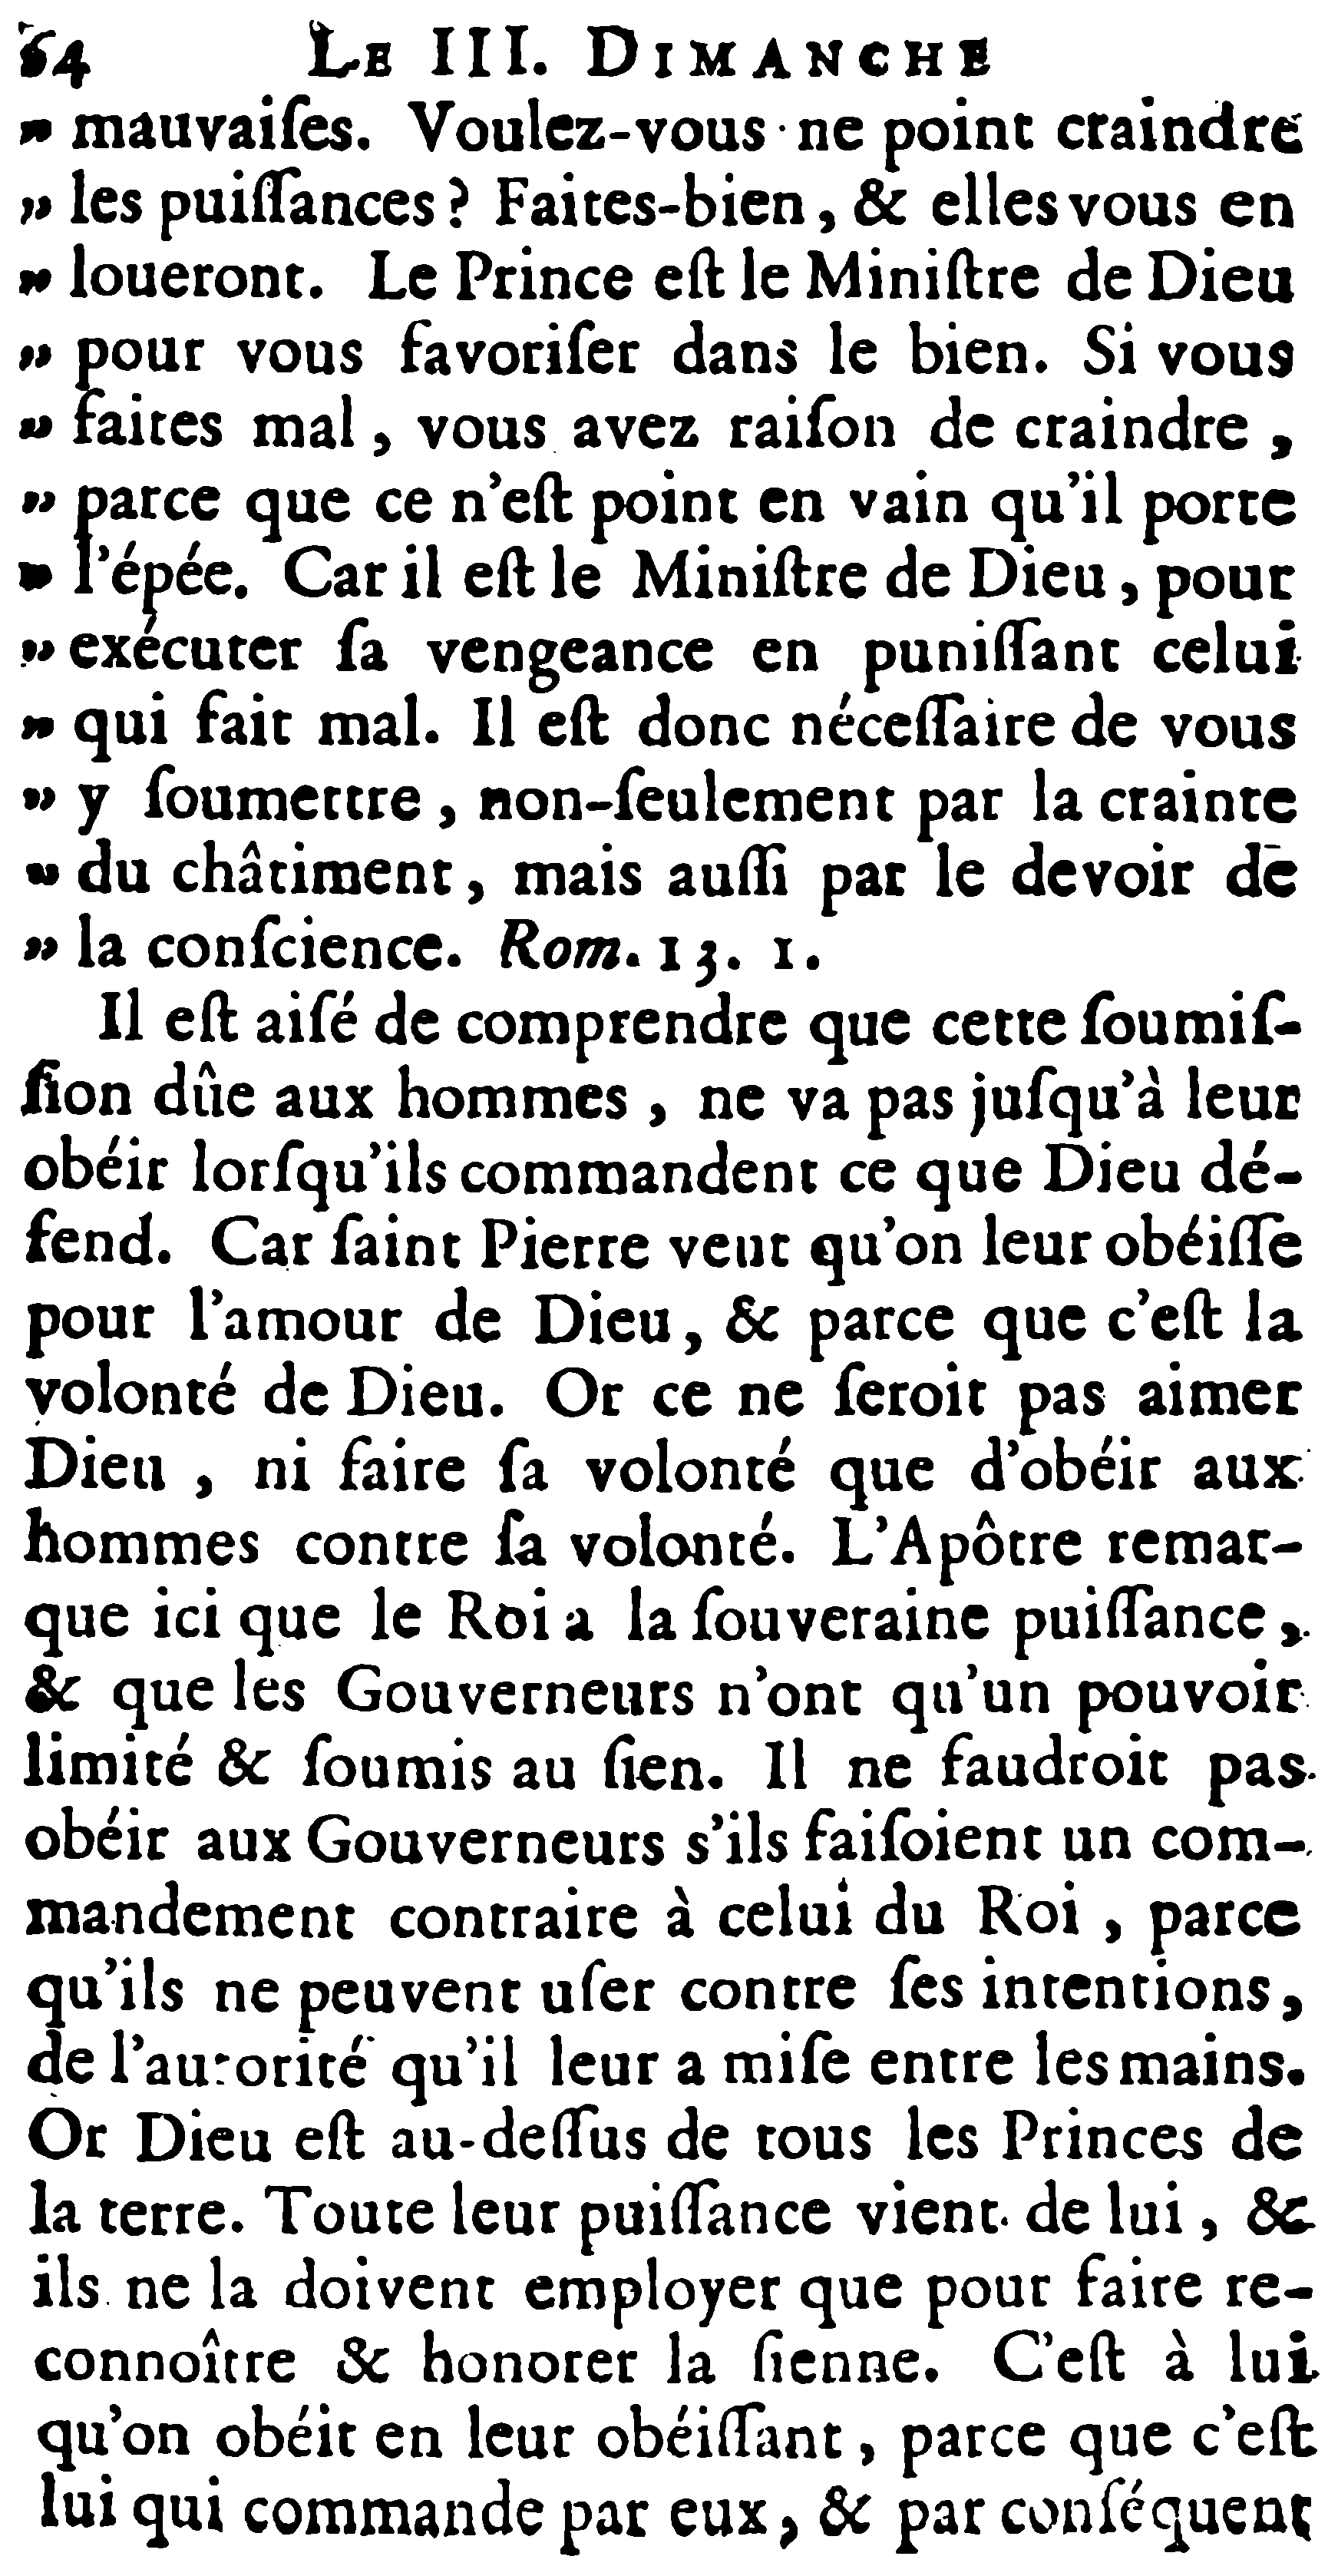 64 LE III. DIMANCHE
„ mauvaiſes. Voulez-vous ne point craindre
„ les puiſſances ? Faites-bien, & elles vous en
„ loueront. Le Prince eſt le Miniſtre de Dieu
„ pour vous favoriſer dans le bien. Si vous
„ faites mal, vous avez raiſon de craindre,
„ parce que ce n'eſt point en vain qu'il porte
„ l'épée. Car il eſt le Miniſtre de Dieu, pour
„ exécuter ſa vengeance en puniſſant celui
„ qui fait mal. Il eſt donc néceſſaire de vous
„ y ſoumettre, non-ſeulement par la crainte
„ du châtiment, mais auſſi par le devoir de
„ la conſcience. Rom. 13. 1.
Il eſt aiſé de comprendre que cette ſoumiſ-
ſion dûe aux hommes, ne va pas juſqu'à leur
obéir lorſqu'ils commandent ce que Dieu dé-
fend. Car ſaint Pierre veut qu'on leur obéiſſe
pour l'amour de Dieu, & parce que c'eſt la
volonté de Dieu. Or ce ne ſeroit pas aimer
Dieu, ni faire ſa volonté que d'obéir aux
hommes contre ſa volonté. L'Apôtre remar-
que ici que le Roi a la ſouveraine puiſſance,
& que les Gouverneurs n'ont qu'un pouvoir
limité & ſoumis au ſien. Il ne faudroit pas
obéir aux Gouverneurs s'ils faiſoient un com-
mandement contraire à celui du Roi, parce
qu'ils ne peuvent uſer contre ſes intentions,
de l'autorité qu'il leur a miſe entre les mains.
Or Dieu eſt au-deſſus de tous les Princes de
la terre. Toute leur puiſſance vient de lui, &
ils ne la doivent employer que pour faire re-
connoître & honorer la ſienne. C'eſt à lui
qu'on obéit en leur obéiſſant, parce que c'eſt
lui qui commande par eux, & par conſéquent